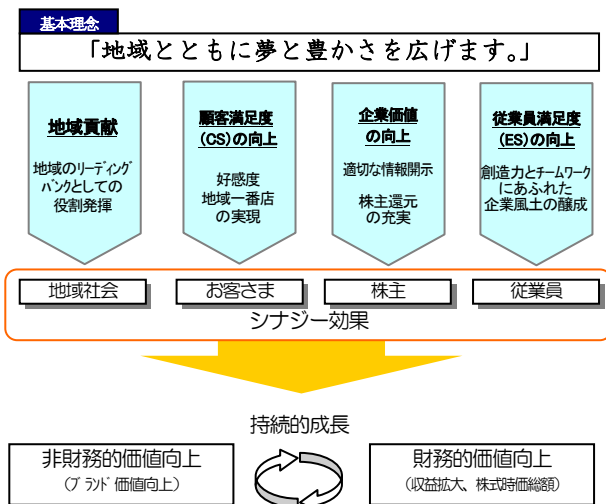 基本理念
「地域とともに夢と豊かさを広げます。」
地域貢献
地域のリーディング
バンクとしての
役割発揮
顧客満足度
(CS)の向上
好感度
地域一番店
の実現
企業価値
の向上
適切な情報開示
株主還元
の充実
従業員満足度
(ES)の向上
創造力とチームワーク
にあふれた
企業風土の醸成
地域社会
お客さま
株主
従業員
シナジー効果
持続的成長
非財務的価値向上
(ブランド価値向上)
財務的価値向上
(収益拡大、株式時価総額)